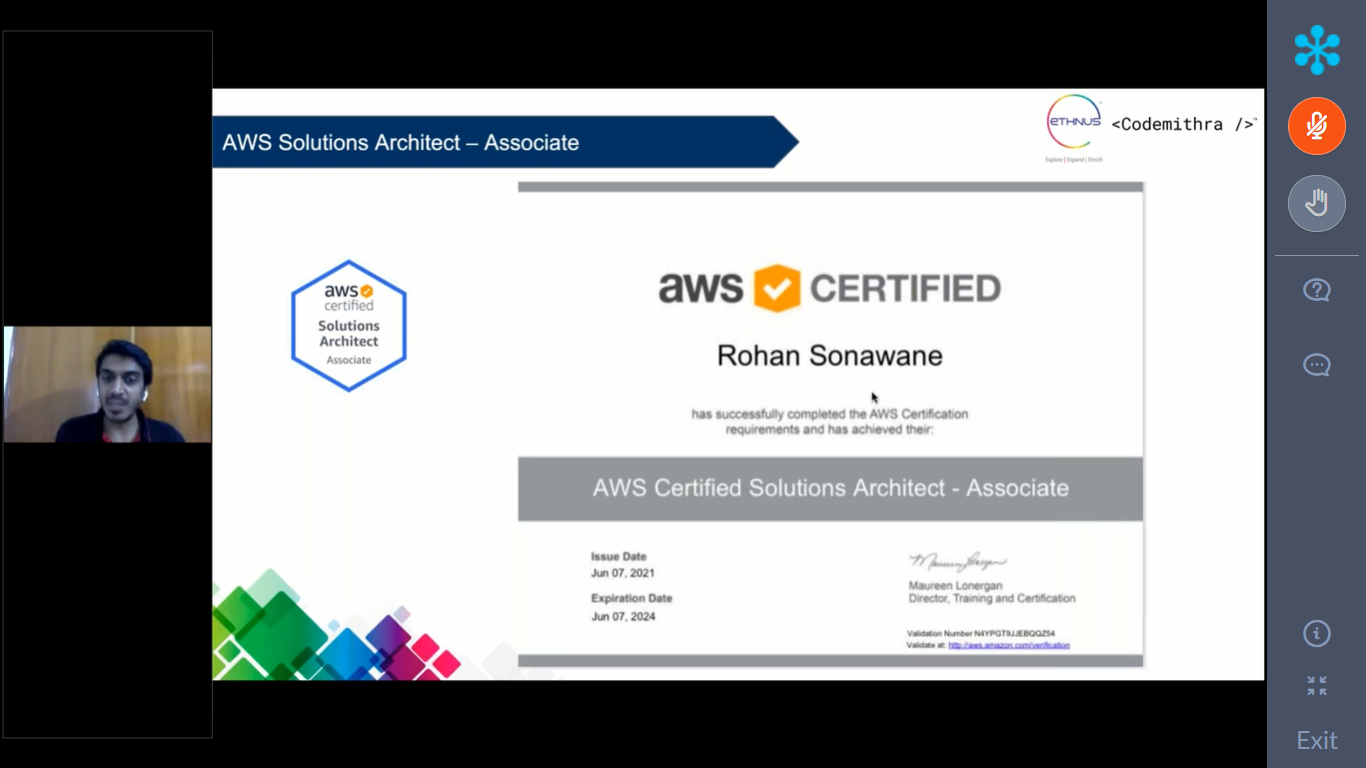 AWS Solutions Architect – Associate
eTHNUS
Explore | Expand | Enrich
<Codemithra />™
aws
certified
Solutions
Architect
Associate
aws CERTIFIED
Rohan Sonawane
has successfully completed the AWS Certification
requirements and has achieved their:
AWS Certified Solutions Architect - Associate
Issue Date
Jun 07, 2021
Expiration Date
Jun 07, 2024
Maureen Lonergan
Director, Training and Certification
Validation Number N4YPGT9JJEBQQZ54
Validate at: http://aws.amazon.com/verification
Exit